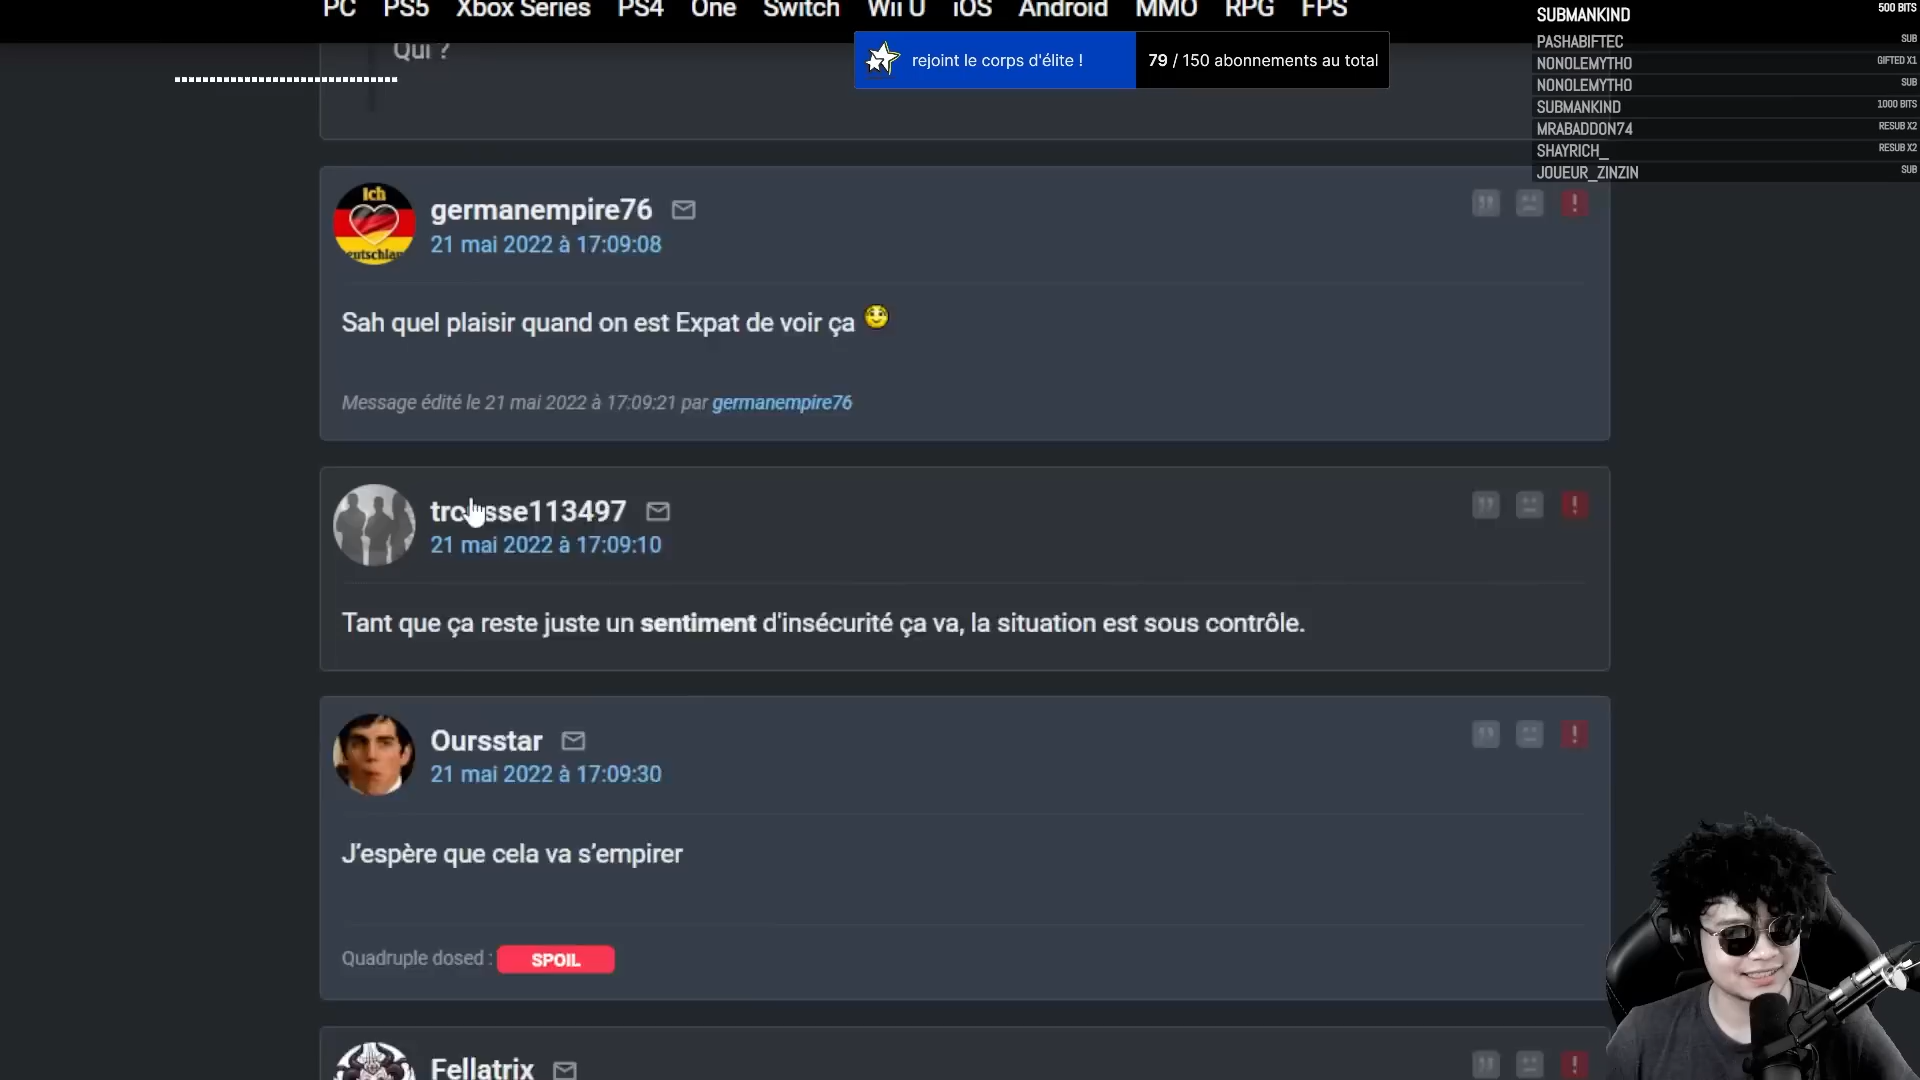 PC PS5 Xbox Series PS4 One Switch Wii U iOS Android MMO RPG FPS
Qui ?
rejoint le corps d'élite ! 79 / 150 abonnements au total
SUBMANKIND 500 BITS
PASHABIFTEC SUB
NONOLEMYTHO GIFTED X1
NONOLEMYTHO SUB
SUBMANKIND 1000 BITS
MRABADDON74 RESUB X2
SHAYRICH_ RESUB X2
JOUEUR_ZINZIN SUB
Ich
germanempire76
21 mai 2022 à 17:09:08
Sah quel plaisir quand on est Expat de voir ça
Message édité le 21 mai 2022 à 17:09:21 par germanempire76
21 mai 2022 à 17:09:10
Tant que ça reste juste un sentiment d'insécurité ça va, la situation est sous contrôle.
Oursstar
21 mai 2022 à 17:09:30
J'espère que cela va s'empirer
Quadruple dosed : SPOIL
Fellatrix